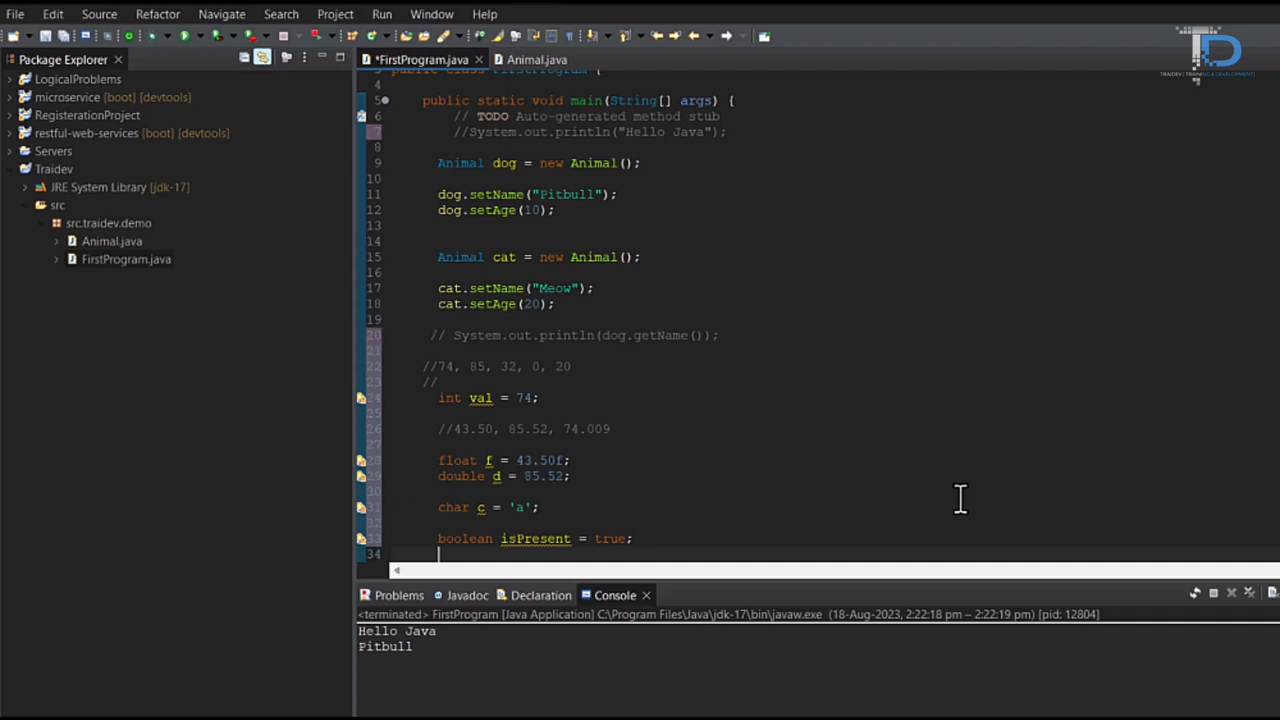 File Edit Source Refactor Navigate Search Project Run Window Help
Package Explorer
LogicalProblems
microservice [boot] [devtools]
RegisterationProject
restful-web-services [boot] [devtools]
Servers
Traidev
JRE System Library [jdk-17]
src
src.traidev.demo
Animal.java
FirstProgram.java
*FirstProgram.java Animal.java
3 public class FirstProgram {
4
5 public static void main(String[] args) {
6 // TODO Auto-generated method stub
7 //System.out.println("Hello Java");
8
9 Animal dog = new Animal();
10
11 dog.setName("Pitbull");
12 dog.setAge(10);
13
14
15 Animal cat = new Animal();
16
17 cat.setName("Meow");
18 cat.setAge(20);
19
20 // System.out.println(dog.getName());
21
22 //74, 85, 32, 0, 20
23 //
24 int val = 74;
25
26 //43.50, 85.52, 74.009
27
28 float f = 43.50f;
29 double d = 85.52;
30
31 char c = 'a';
32
33 boolean isPresent = true;
34
Problems Javadoc Declaration Console
<terminated> FirstProgram [Java Application] C:\Program Files\Java\jdk-17\bin\javaw.exe (18-Aug-2023, 2:22:18 pm – 2:22:19 pm) [pid: 12804]
Hello Java
Pitbull
TD
TRAIDEV | TRAINING & DEVELOPMENT)